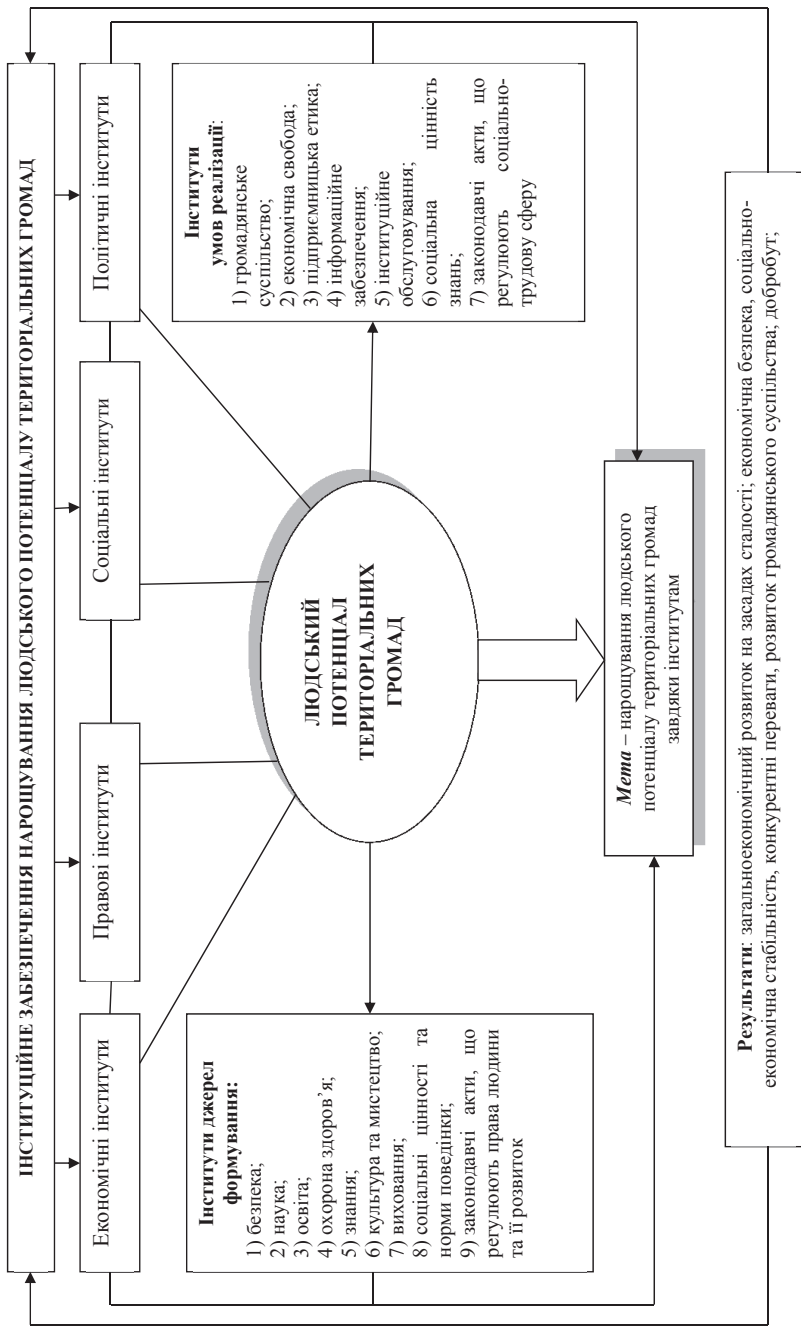 ІНСТИТУЦІЙНЕ ЗАБЕЗПЕЧЕННЯ НАРОЩУВАННЯ ЛЮДСЬКОГО ПОТЕНЦІАЛУ ТЕРИТОРІАЛЬНИХ ГРОМАД
Економічні інститути
Правові інститути
Соціальні інститути
Політичні інститути
Інститути джерел
формування:
1) безпека;
2) наука;
3) освіта;
4) охорона здоров’я;
5) знання;
6) культура та мистецтво;
7) виховання;
8) соціальні цінності та
норми поведінки;
9) законодавчі акти, що
регулюють права людини
та її розвиток
ЛЮДСЬКИЙ
ПОТЕНЦІАЛ
ТЕРИТОРІАЛЬНИХ
ГРОМАД
Інститути
умов реалізації:
1) громадянське
суспільство;
2) економічна свобода;
3) підприємницька етика;
4) інформаційне
забезпечення;
5) інституційне
обслуговування;
6) соціальна цінність
знань;
7) законодавчі акти, що
регулюють соціально-
трудову сферу
Мета – нарощування людського
потенціалу територіальних громад
завдяки інститутам
Результати: загальноекономічний розвиток на засадах сталості; економічна безпека, соціально-
економічна стабільність, конкурентні переваги, розвиток громадянського суспільства; добробут;